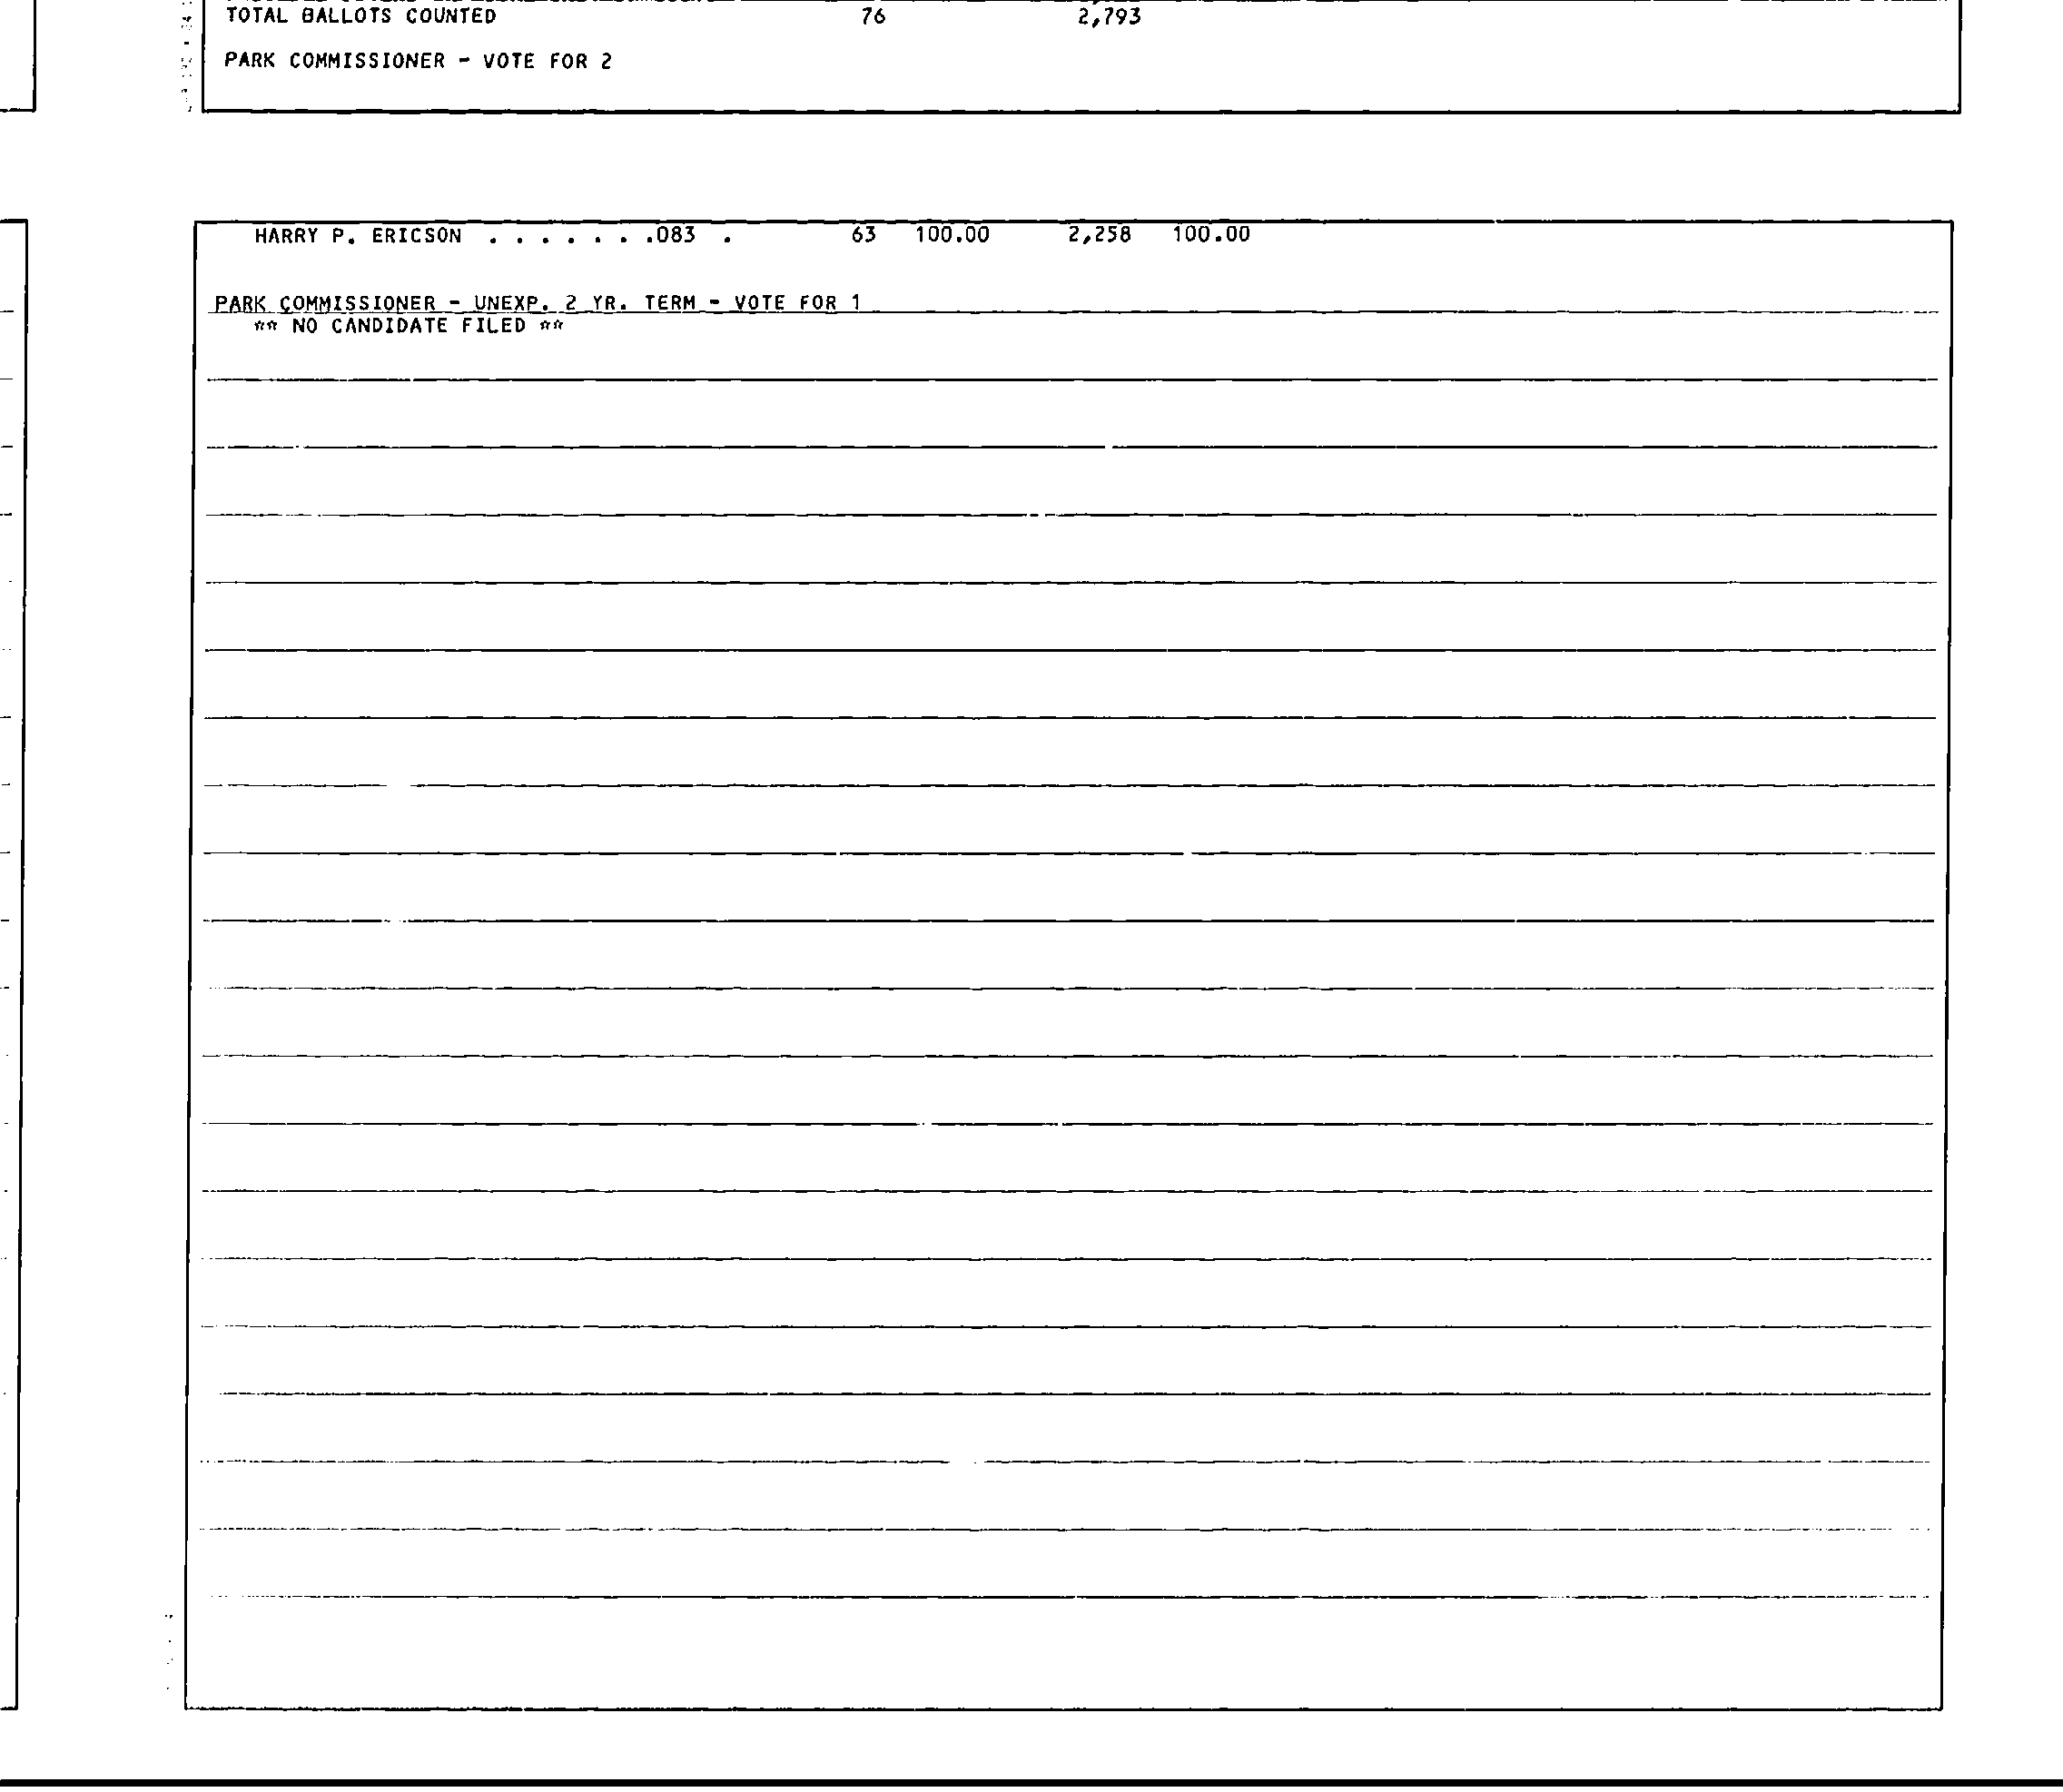 TOTAL BALLOTS COUNTED 76 2,793
PARK COMMISSIONER - VOTE FOR 2
HARRY P. ERICSON . . . . . . .083 . 63 100.00 2,258 100.00
PARK COMMISSIONER - UNEXP. 2 YR. TERM - VOTE FOR 1
** NO CANDIDATE FILED **